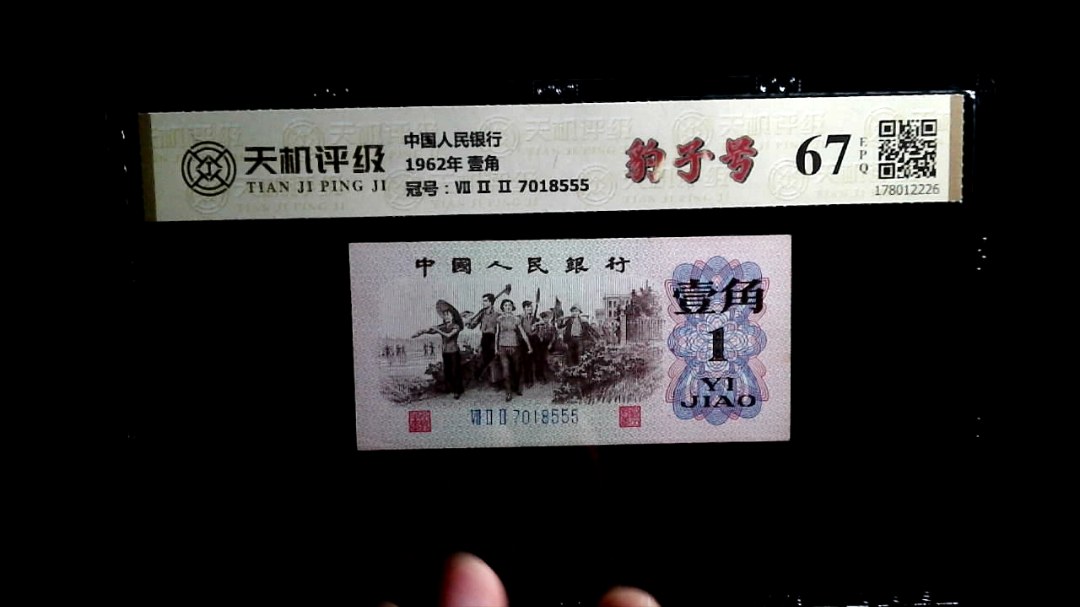 天机评级
TIAN JI PING JI
中国人民银行
1962年 壹角
冠号：Ⅶ Ⅱ Ⅱ 7018555
豹子号
67
EPQ
178012226
中國人民銀行
壹角
1
YI
JIAO
Ⅶ Ⅱ Ⅱ 7018555